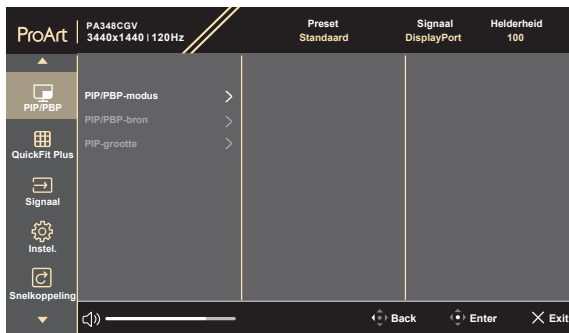 ProArt
PA348CGV
3440x1440 | 120Hz
Preset
Standaard
Signaal
DisplayPort
Helderheid
100
PIP/PBP
QuickFit Plus
Signaal
Instel.
Snelkoppeling
PIP/PBP-modus
PIP/PBP-bron
PIP-grootte
Back
Enter
Exit